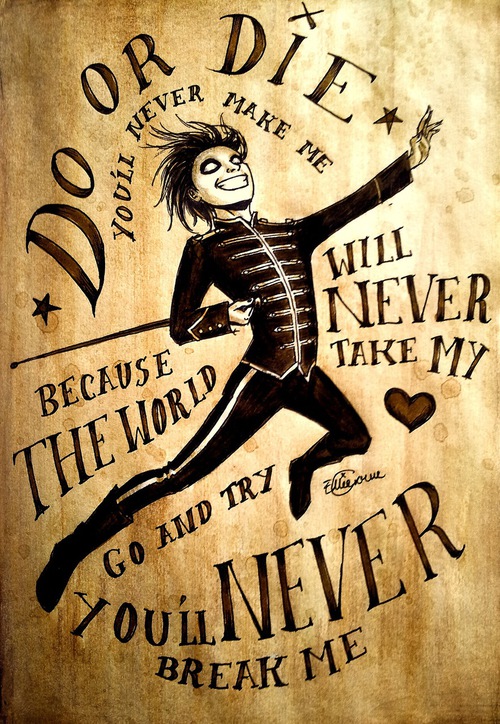 DO OR DIE
YOU'LL NEVER MAKE ME
BECAUSE
THE WORLD
WILL
NEVER
TAKE MY
GO AND TRY
YOU'LL NEVER
BREAK ME